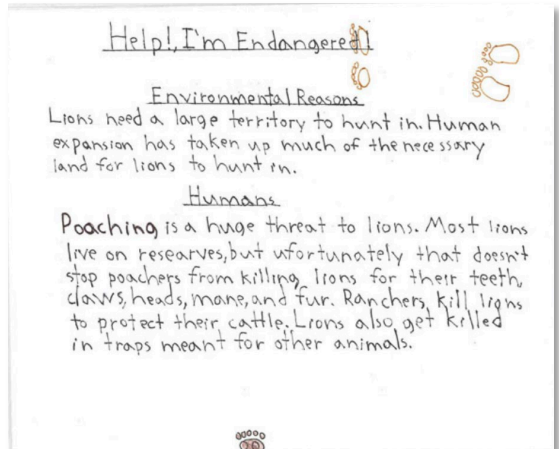 Help!, I'm Endangered!
Environmental Reasons
Lions need a large territory to hunt in. Human
expansion has taken up much of the necessary
land for lions to hunt in.
Humans
Poaching is a huge threat to lions. Most lions
live on researves, but ufortunately that doesn't
stop poachers from killing lions for their teeth,
claws, heads, mane, and fur. Ranchers kill lions
to protect their cattle. Lions also get killed
in traps meant for other animals.